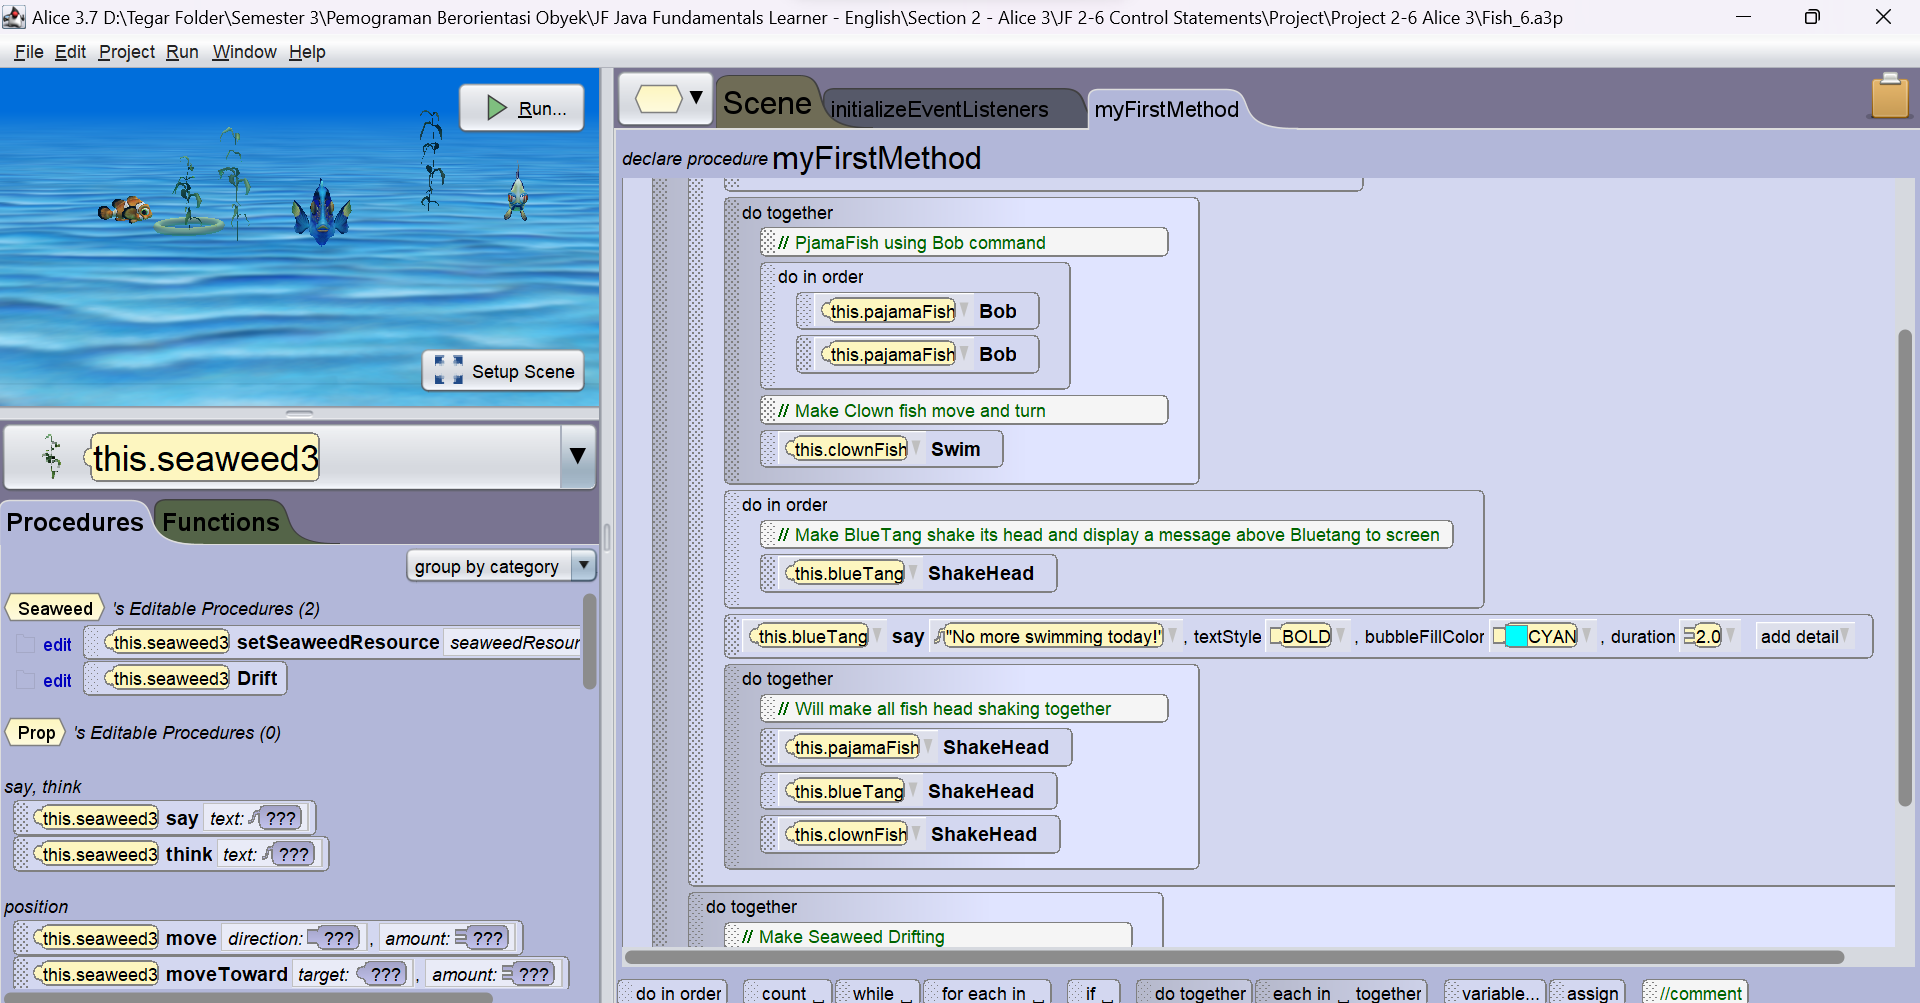 Alice 3.7 D:\Tegar Folder\Semester 3\Pemograman Berorientasi Obyek\JF Java Fundamentals Learner - English\Section 2 - Alice 3\JF 2-6 Control Statements\Project\Project 2-6 Alice 3\Fish_6.a3p
File Edit Project Run Window Help
Run...
Setup Scene
this.seaweed3
Procedures Functions
group by category
Seaweed 's Editable Procedures (2)
edit this.seaweed3 setSeaweedResource seaweedResour
edit this.seaweed3 Drift
Prop 's Editable Procedures (0)
say, think
this.seaweed3 say text: ???
this.seaweed3 think text: ???
position
this.seaweed3 move direction: ??? , amount: ???
this.seaweed3 moveToward target: ??? , amount: ???
Scene initializeEventListeners myFirstMethod
declare procedure myFirstMethod
do together
// PjamaFish using Bob command
do in order
this.pajamaFish Bob
this.pajamaFish Bob
// Make Clown fish move and turn
this.clownFish Swim
do in order
// Make BlueTang shake its head and display a message above Bluetang to screen
this.blueTang ShakeHead
this.blueTang say "No more swimming today!" , textStyle BOLD , bubbleFillColor CYAN , duration 2.0 add detail
do together
// Will make all fish head shaking together
this.pajamaFish ShakeHead
this.blueTang ShakeHead
this.clownFish ShakeHead
do together
// Make Seaweed Drifting
do in order count _ while _ for each in _ if _ do together each in _ together variable... assign //comment